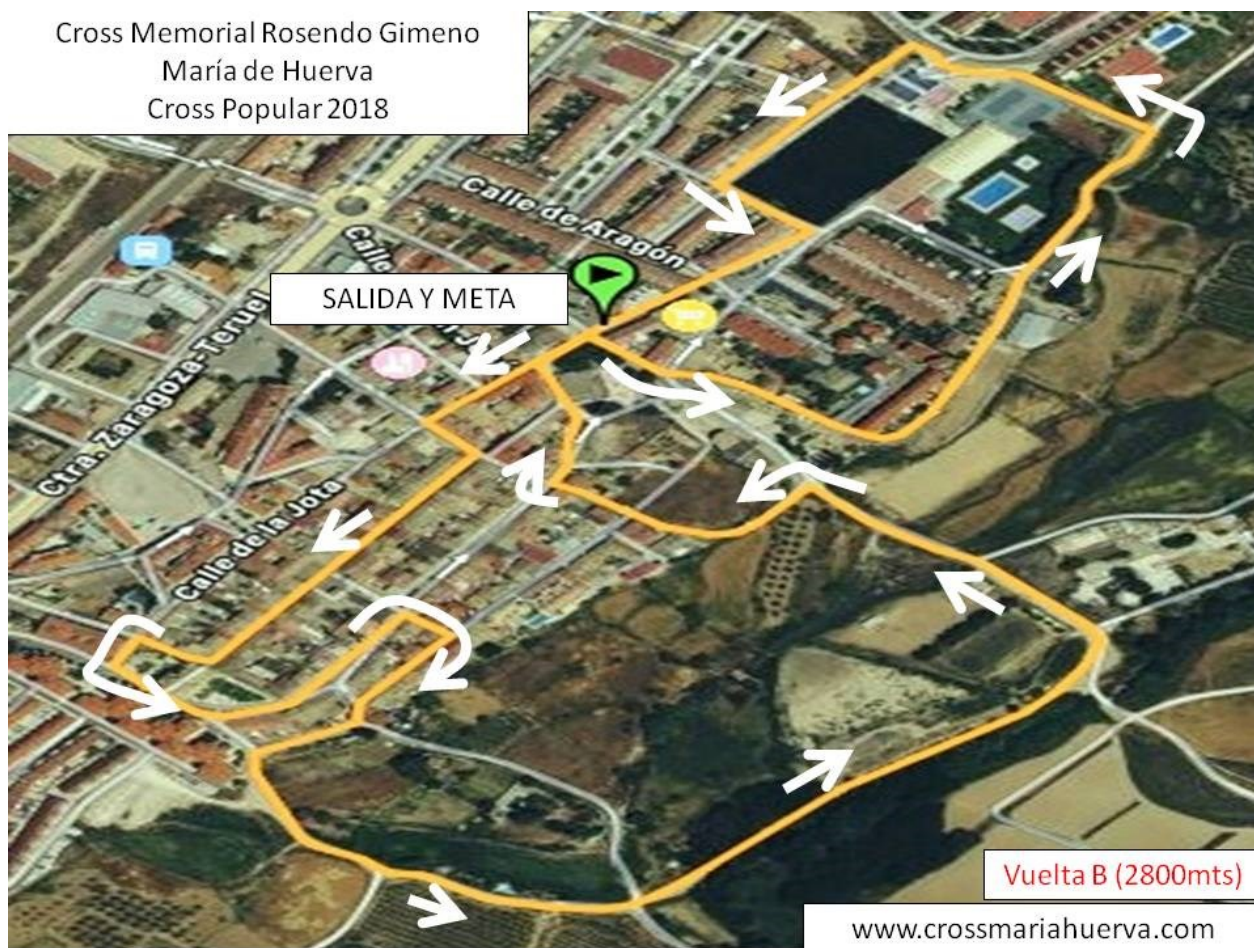 Cross Memorial Rosendo Gimeno
María de Huerva
Cross Popular 2018
Calle de Aragón
Calle
SALIDA Y META
Ctra. Zaragoza-Teruel
Calle de la Jota
Vuelta B (2800mts)
www.crossmariahuerva.com